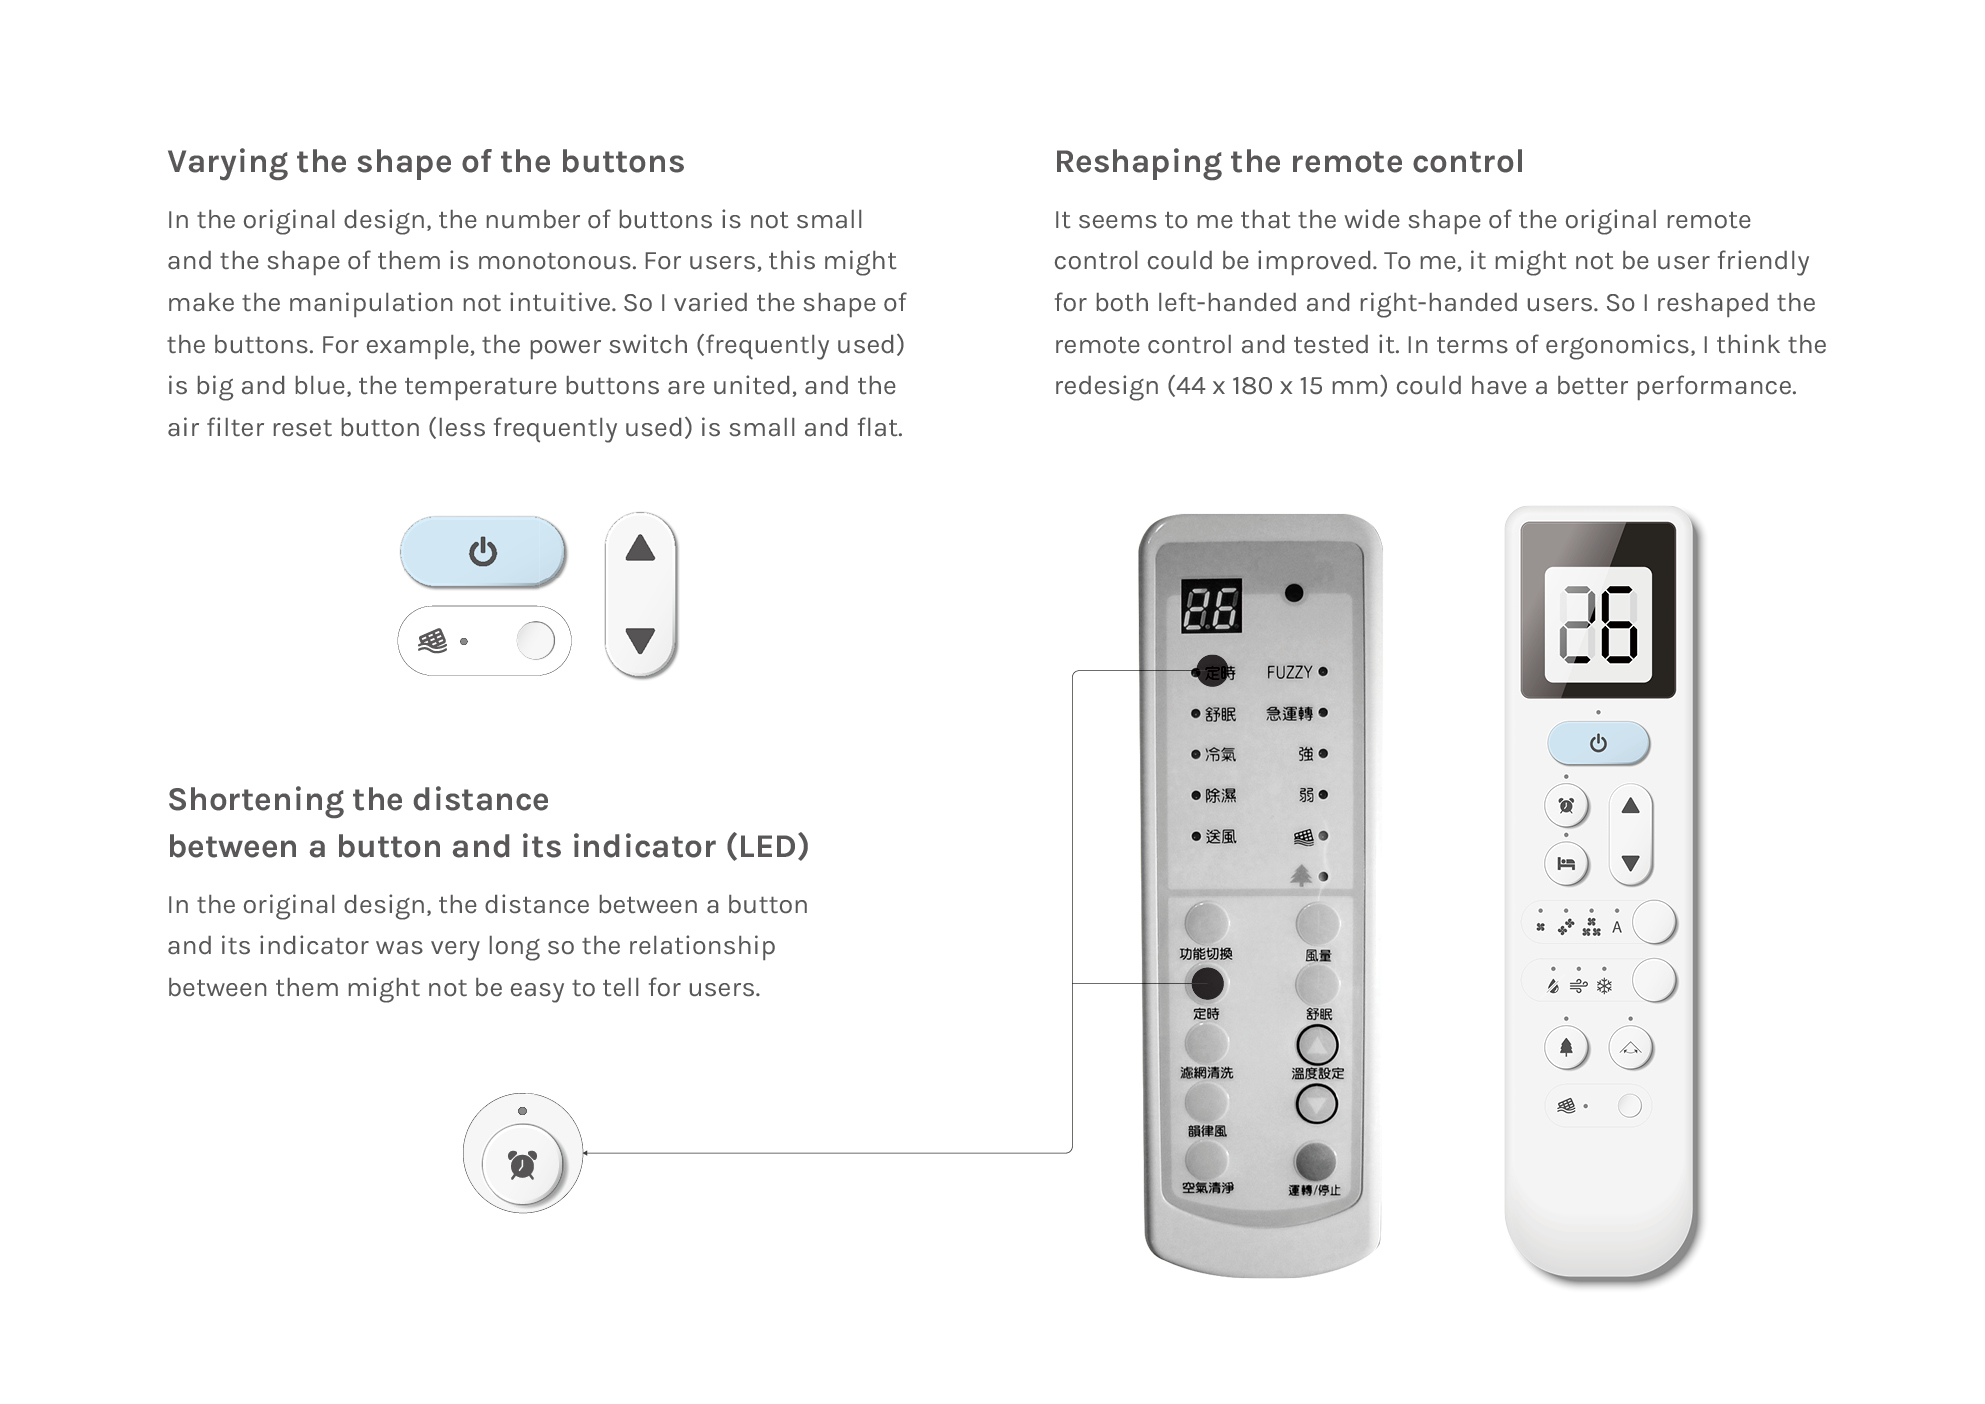 Varying the shape of the buttons
In the original design, the number of buttons is not small
and the shape of them is monotonous. For users, this might
make the manipulation not intuitive. So I varied the shape of
the buttons. For example, the power switch (frequently used)
is big and blue, the temperature buttons are united, and the
air filter reset button (less frequently used) is small and flat.
Shortening the distance
between a button and its indicator (LED)
In the original design, the distance between a button
and its indicator was very long so the relationship
between them might not be easy to tell for users.
Reshaping the remote control
It seems to me that the wide shape of the original remote
control could be improved. To me, it might not be user friendly
for both left-handed and right-handed users. So I reshaped the
remote control and tested it. In terms of ergonomics, I think the
redesign (44 x 180 x 15 mm) could have a better performance.
26
定時 FUZZY
舒眠 急運轉
冷氣 強
除濕 弱
送風
功能切換 風量
定時 舒眠
濾網清洗 溫度設定
韻律風
空氣清淨 運轉/停止
26
A